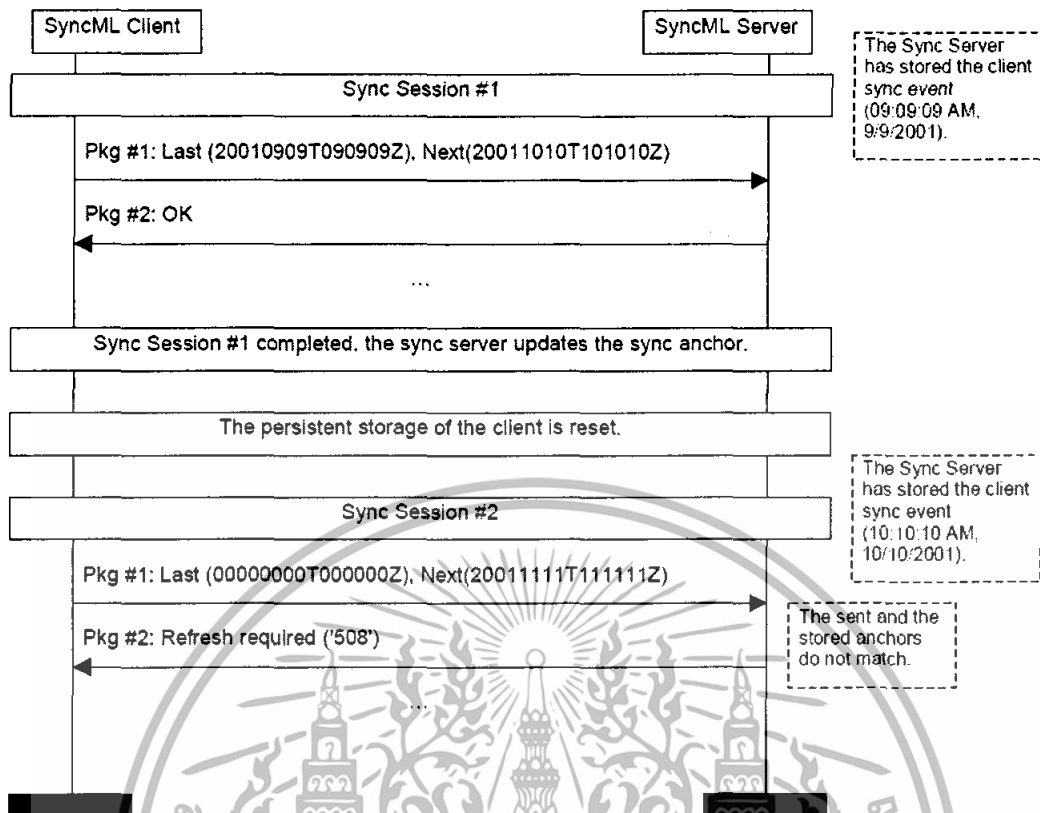 SyncML Client
SyncML Server
The Sync Server
has stored the client
sync event
(09:09:09 AM,
9/9/2001).
Sync Session #1
Pkg #1: Last (20010909T090909Z), Next(20011010T101010Z)
Pkg #2: OK
...
Sync Session #1 completed, the sync server updates the sync anchor.
The persistent storage of the client is reset.
The Sync Server
has stored the client
sync event
(10:10:10 AM,
10/10/2001).
Sync Session #2
Pkg #1: Last (00000000T000000Z), Next(20011111T111111Z)
The sent and the
stored anchors
do not match.
Pkg #2: Refresh required ('508')
...